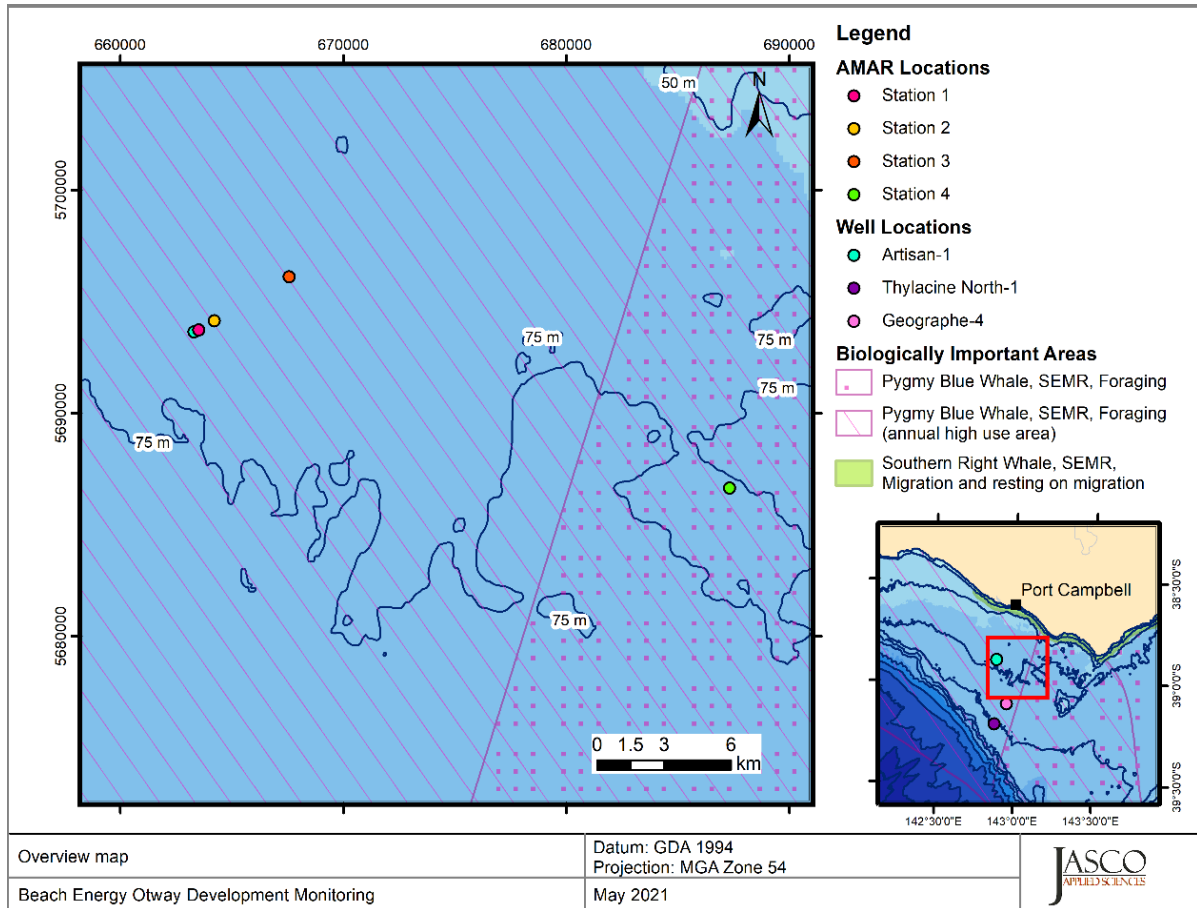 660000
670000
680000
690000
Legend
AMAR Locations
Station 1
Station 2
Station 3
Station 4
Well Locations
Artisan-1
Thylacine North-1
Geographe-4
Biologically Important Areas
Pygmy Blue Whale, SEMR, Foraging
Pygmy Blue Whale, SEMR, Foraging
(annual high use area)
Southern Right Whale, SEMR,
Migration and resting on migration
50 m
N
5700000
75 m
75 m
5690000
75 m
75 m
5680000
0 1.5 3 6
km
Port Campbell
38°30'0"S
39°0'0"S
39°30'0"S
142°30'0"E
143°0'0"E
143°30'0"E
Overview map
Datum: GDA 1994
Projection: MGA Zone 54
Beach Energy Otway Development Monitoring
May 2021
JASCO
APPLIED SCIENCES